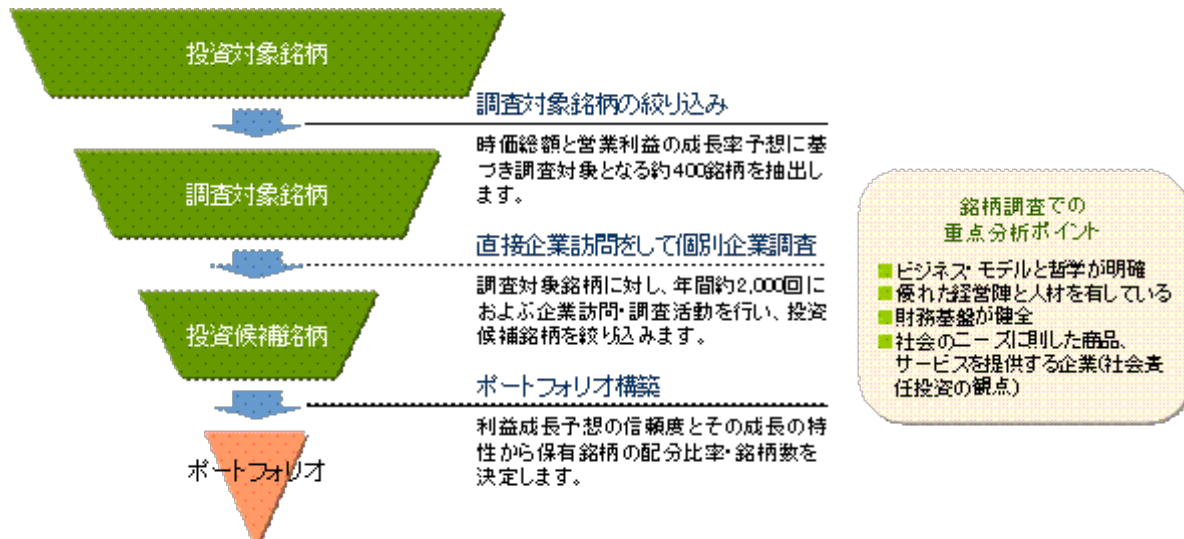 投資対象銘柄
調査対象銘柄の絞り込み
時価総額と営業利益の成長率予想に基
づき調査対象となる約400銘柄を抽出し
ます。
調査対象銘柄
直接企業訪問をして個別企業調査
調査対象銘柄に対し、年間約2,000回に
およぶ企業訪問・調査活動を行い、投資
候補銘柄を絞り込みます。
投資候補銘柄
ポートフォリオ構築
利益成長予想の信頼度とその成長の特
性から保有銘柄の配分比率・銘柄数を
決定します。
ポートフォリオ
銘柄調査での
重点分析ポイント
ビジネス・モデルと哲学が明確
優れた経営陣と人材を有している
財務基盤が健全
社会のニーズに則した商品、
サービスを提供する企業(社会責
任投資の観点)